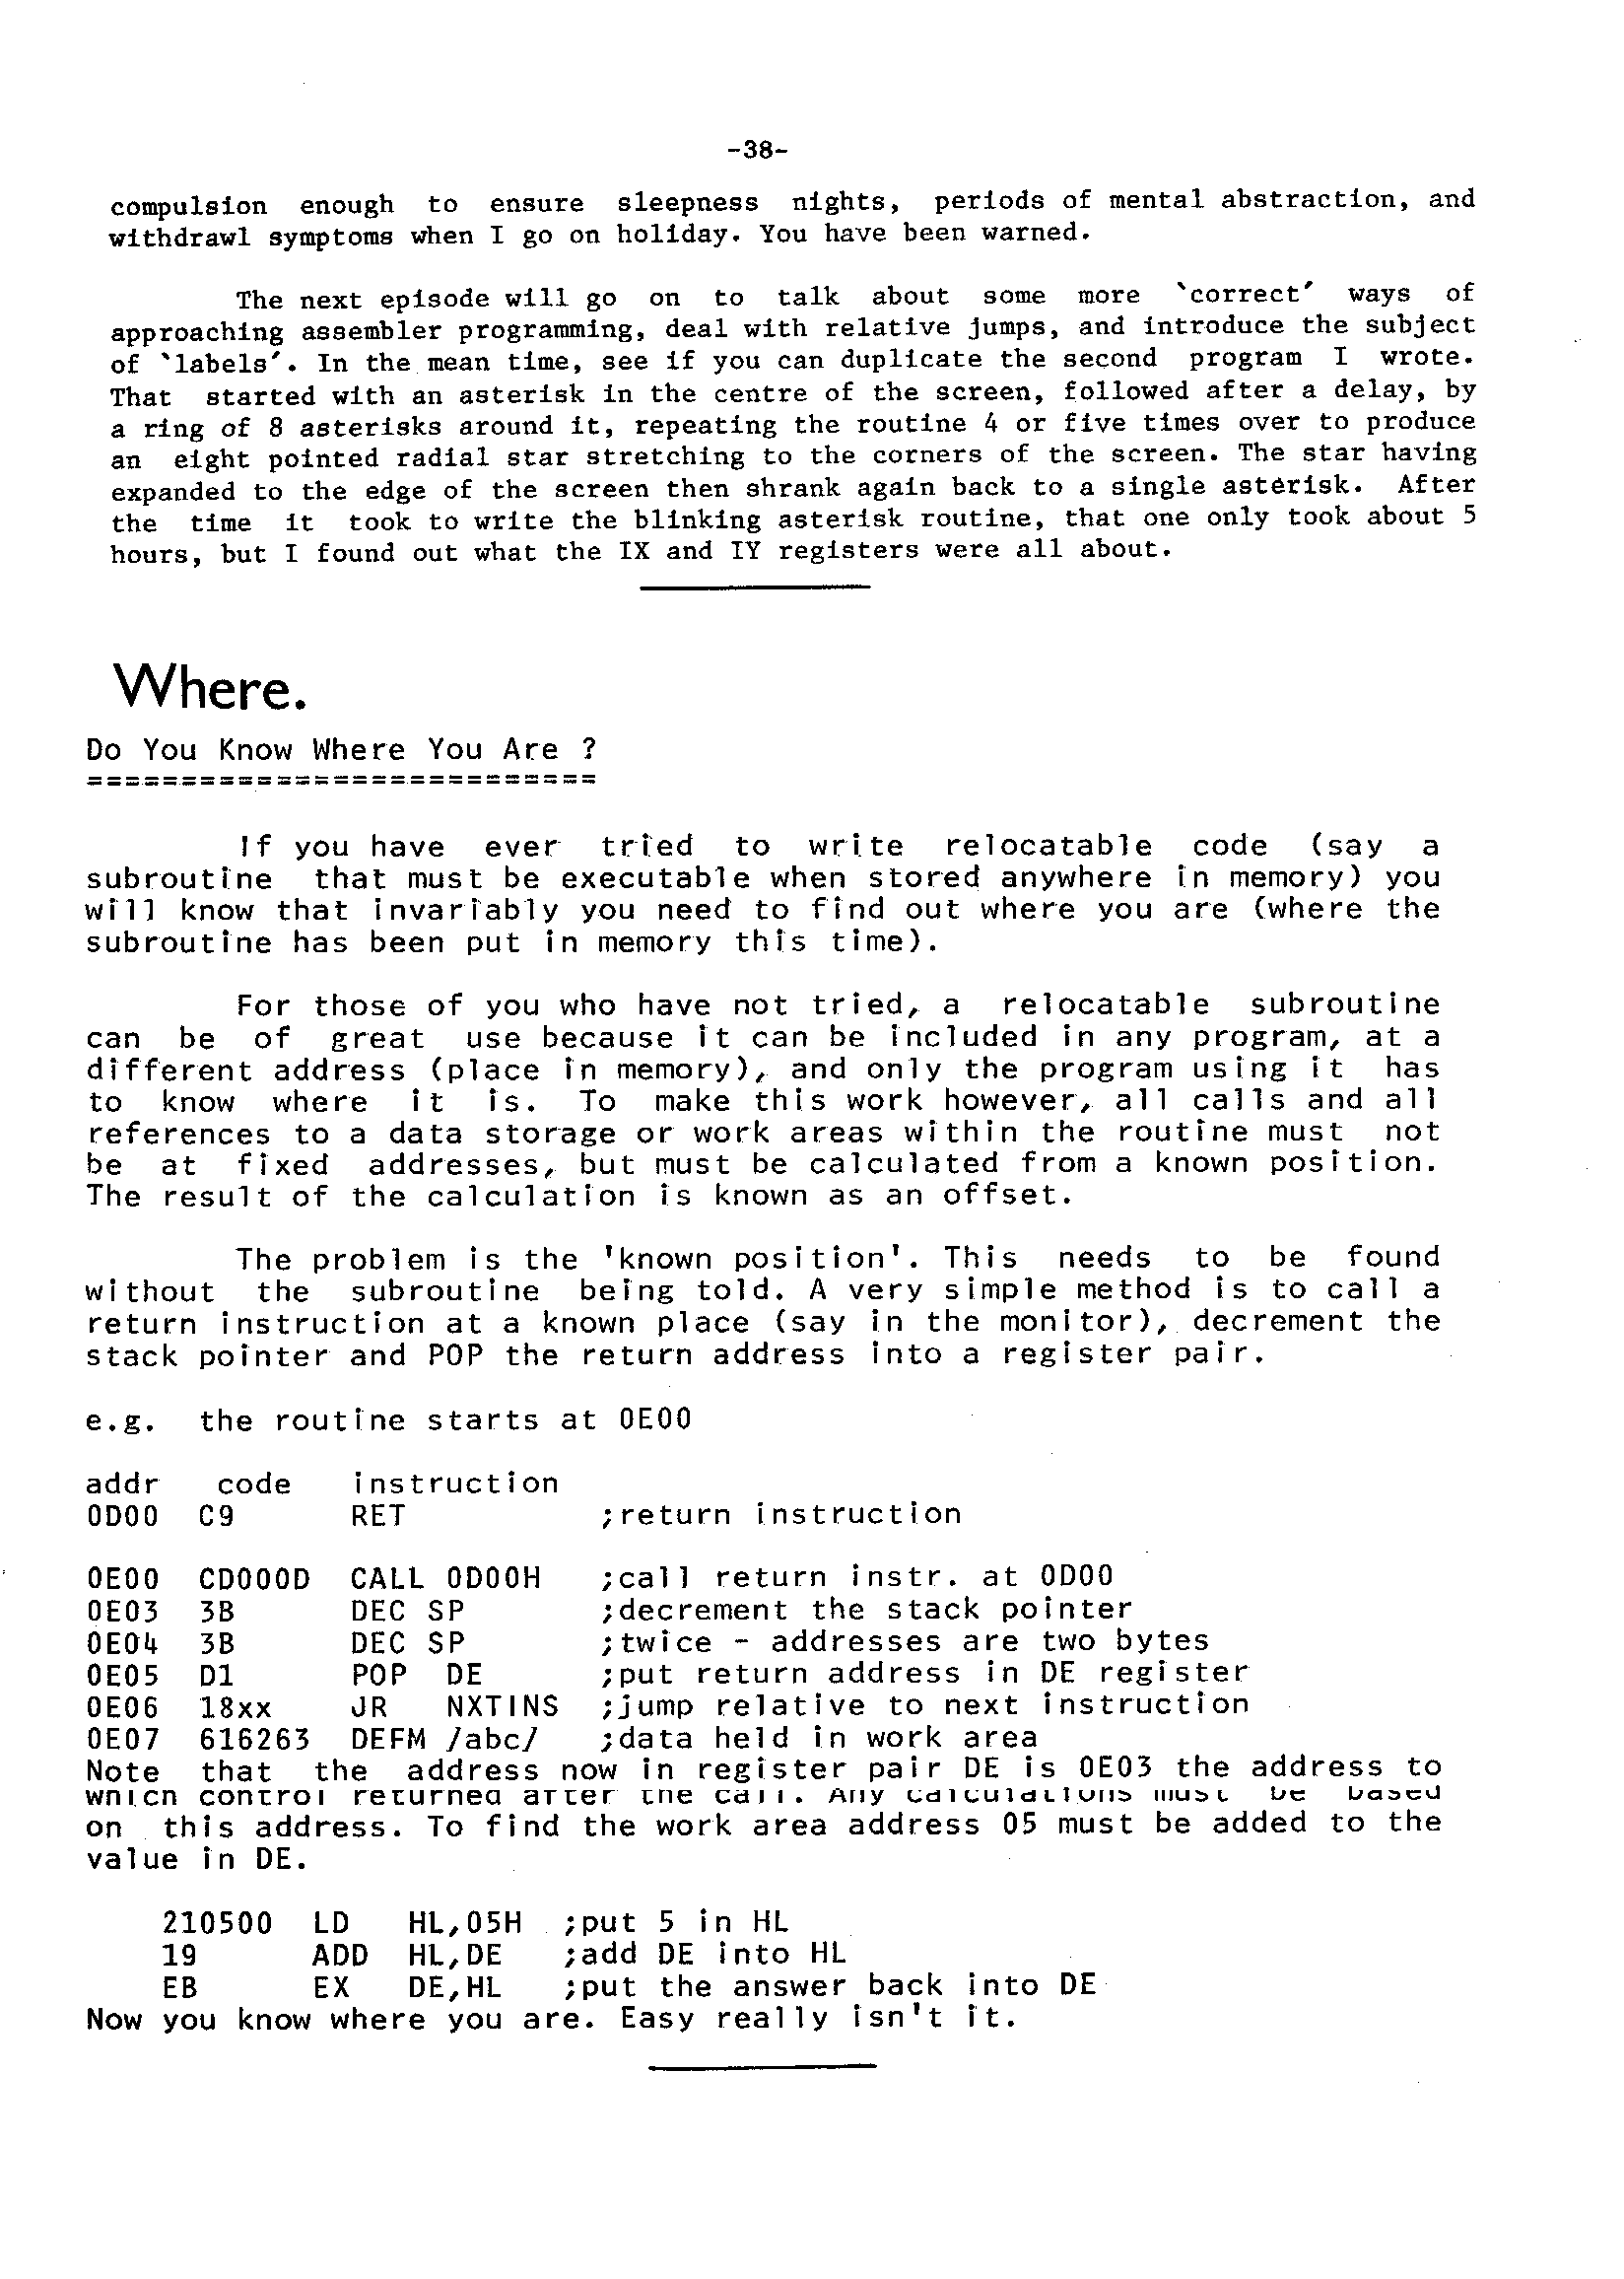 -38-
compulsion enough to ensure sleepness nights, periods of mental abstraction, and
withdrawl symptoms when I go on holiday. You have been warned.
The next episode will go on to talk about some more `correct' ways of
approaching assembler programming, deal with relative jumps, and introduce the subject
of `labels'. In the mean time, see if you can duplicate the second program I wrote.
That started with an asterisk in the centre of the screen, followed after a delay, by
a ring of 8 asterisks around it, repeating the routine 4 or five times over to produce
an eight pointed radial star stretching to the corners of the screen. The star having
expanded to the edge of the screen then shrank again back to a single asterisk. After
the time it took to write the blinking asterisk routine, that one only took about 5
hours, but I found out what the IX and IY registers were all about.
Where.
Do You Know Where You Are ?
===========================
If you have ever tried to write relocatable code (say a
subroutine that must be executable when stored anywhere in memory) you
will know that invariably you need to find out where you are (where the
subroutine has been put in memory this time).
For those of you who have not tried, a relocatable subroutine
can be of great use because it can be included in any program, at a
different address (place in memory), and only the program using it has
to know where it is. To make this work however, all calls and all
references to a data storage or work areas within the routine must not
be at fixed addresses, but must be calculated from a known position.
The result of the calculation is known as an offset.
The problem is the 'known position'. This needs to be found
without the subroutine being told. A very simple method is to call a
return instruction at a known place (say in the monitor), decrement the
stack pointer and POP the return address into a register pair.
e.g. the routine starts at 0E00
addr code instruction
0D00 C9 RET ;return instruction
0E00 CD000D CALL 0D00H ;call return instr. at 0D00
0E03 3B DEC SP ;decrement the stack pointer
0E04 3B DEC SP ;twice - addresses are two bytes
0E05 D1 POP DE ;put return address in DE register
0E06 18xx JR NXTINS ;jump relative to next instruction
0E07 616263 DEFM /abc/ ;data held in work area
Note that the address now in register pair DE is 0E03 the address to
which control returned after the call. Any calculations must be based
on this address. To find the work area address 05 must be added to the
value in DE.
210500 LD HL,05H ;put 5 in HL
19 ADD HL,DE ;add DE into HL
EB EX DE,HL ;put the answer back into DE
Now you know where you are. Easy really isn't it.